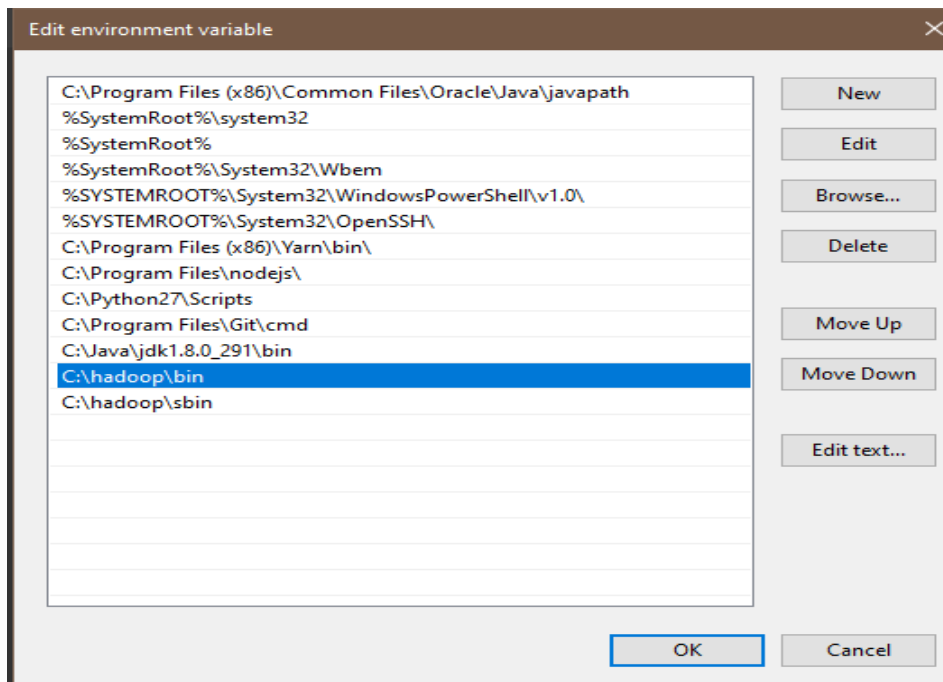 Edit environment variable
C:\Program Files (x86)\Common Files\Oracle\Java\javapath
%SystemRoot%\system32
%SystemRoot%
%SystemRoot%\System32\Wbem
%SYSTEMROOT%\System32\WindowsPowerShell\v1.0\
%SYSTEMROOT%\System32\OpenSSH\
C:\Program Files (x86)\Yarn\bin\
C:\Program Files\nodejs\
C:\Python27\Scripts
C:\Program Files\Git\cmd
C:\Java\jdk1.8.0_291\bin
C:\hadoop\bin
C:\hadoop\sbin
New
Edit
Browse...
Delete
Move Up
Move Down
Edit text...
OK
Cancel